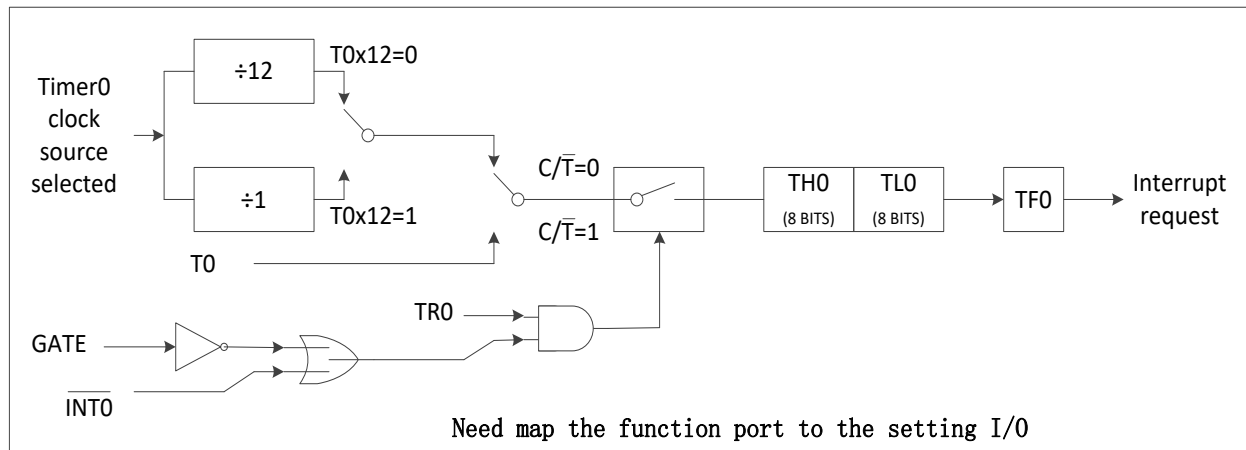 Timer0
clock
source
selected
÷12
T0x12=0
÷1
T0x12=1
T0
C/T̅=0
C/T̅=1
TH0
(8 BITS)
TL0
(8 BITS)
TF0
Interrupt
request
TR0
GATE
I̅N̅T̅0̅
Need map the function port to the setting I/O